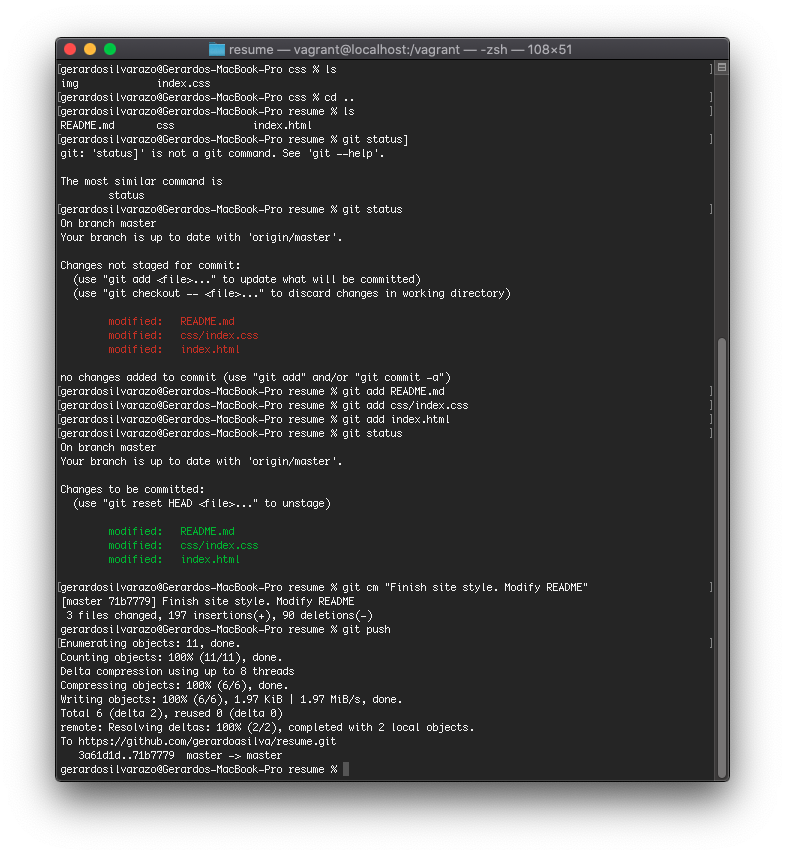 resume — vagrant@localhost:/vagrant — -zsh — 108×51
[gerardosilvarazo@Gerardos-MacBook-Pro css % ls ]
img index.css
[gerardosilvarazo@Gerardos-MacBook-Pro css % cd .. ]
[gerardosilvarazo@Gerardos-MacBook-Pro resume % ls ]
README.md css index.html
[gerardosilvarazo@Gerardos-MacBook-Pro resume % git status] ]
git: 'status]' is not a git command. See 'git --help'.
The most similar command is
status
[gerardosilvarazo@Gerardos-MacBook-Pro resume % git status ]
On branch master
Your branch is up to date with 'origin/master'.
Changes not staged for commit:
(use "git add <file>..." to update what will be committed)
(use "git checkout -- <file>..." to discard changes in working directory)
modified: README.md
modified: css/index.css
modified: index.html
no changes added to commit (use "git add" and/or "git commit -a")
[gerardosilvarazo@Gerardos-MacBook-Pro resume % git add README.md ]
[gerardosilvarazo@Gerardos-MacBook-Pro resume % git add css/index.css ]
[gerardosilvarazo@Gerardos-MacBook-Pro resume % git add index.html ]
[gerardosilvarazo@Gerardos-MacBook-Pro resume % git status ]
On branch master
Your branch is up to date with 'origin/master'.
Changes to be committed:
(use "git reset HEAD <file>..." to unstage)
modified: README.md
modified: css/index.css
modified: index.html
[gerardosilvarazo@Gerardos-MacBook-Pro resume % git cm "Finish site style. Modify README" ]
[master 71b7779] Finish site style. Modify README
3 files changed, 197 insertions(+), 90 deletions(-)
gerardosilvarazo@Gerardos-MacBook-Pro resume % git push
[Enumerating objects: 11, done. ]
Counting objects: 100% (11/11), done.
Delta compression using up to 8 threads
Compressing objects: 100% (6/6), done.
Writing objects: 100% (6/6), 1.97 KiB | 1.97 MiB/s, done.
Total 6 (delta 2), reused 0 (delta 0)
remote: Resolving deltas: 100% (2/2), completed with 2 local objects.
To https://github.com/gerardoasilva/resume.git
3a61d1d..71b7779 master -> master
gerardosilvarazo@Gerardos-MacBook-Pro resume %